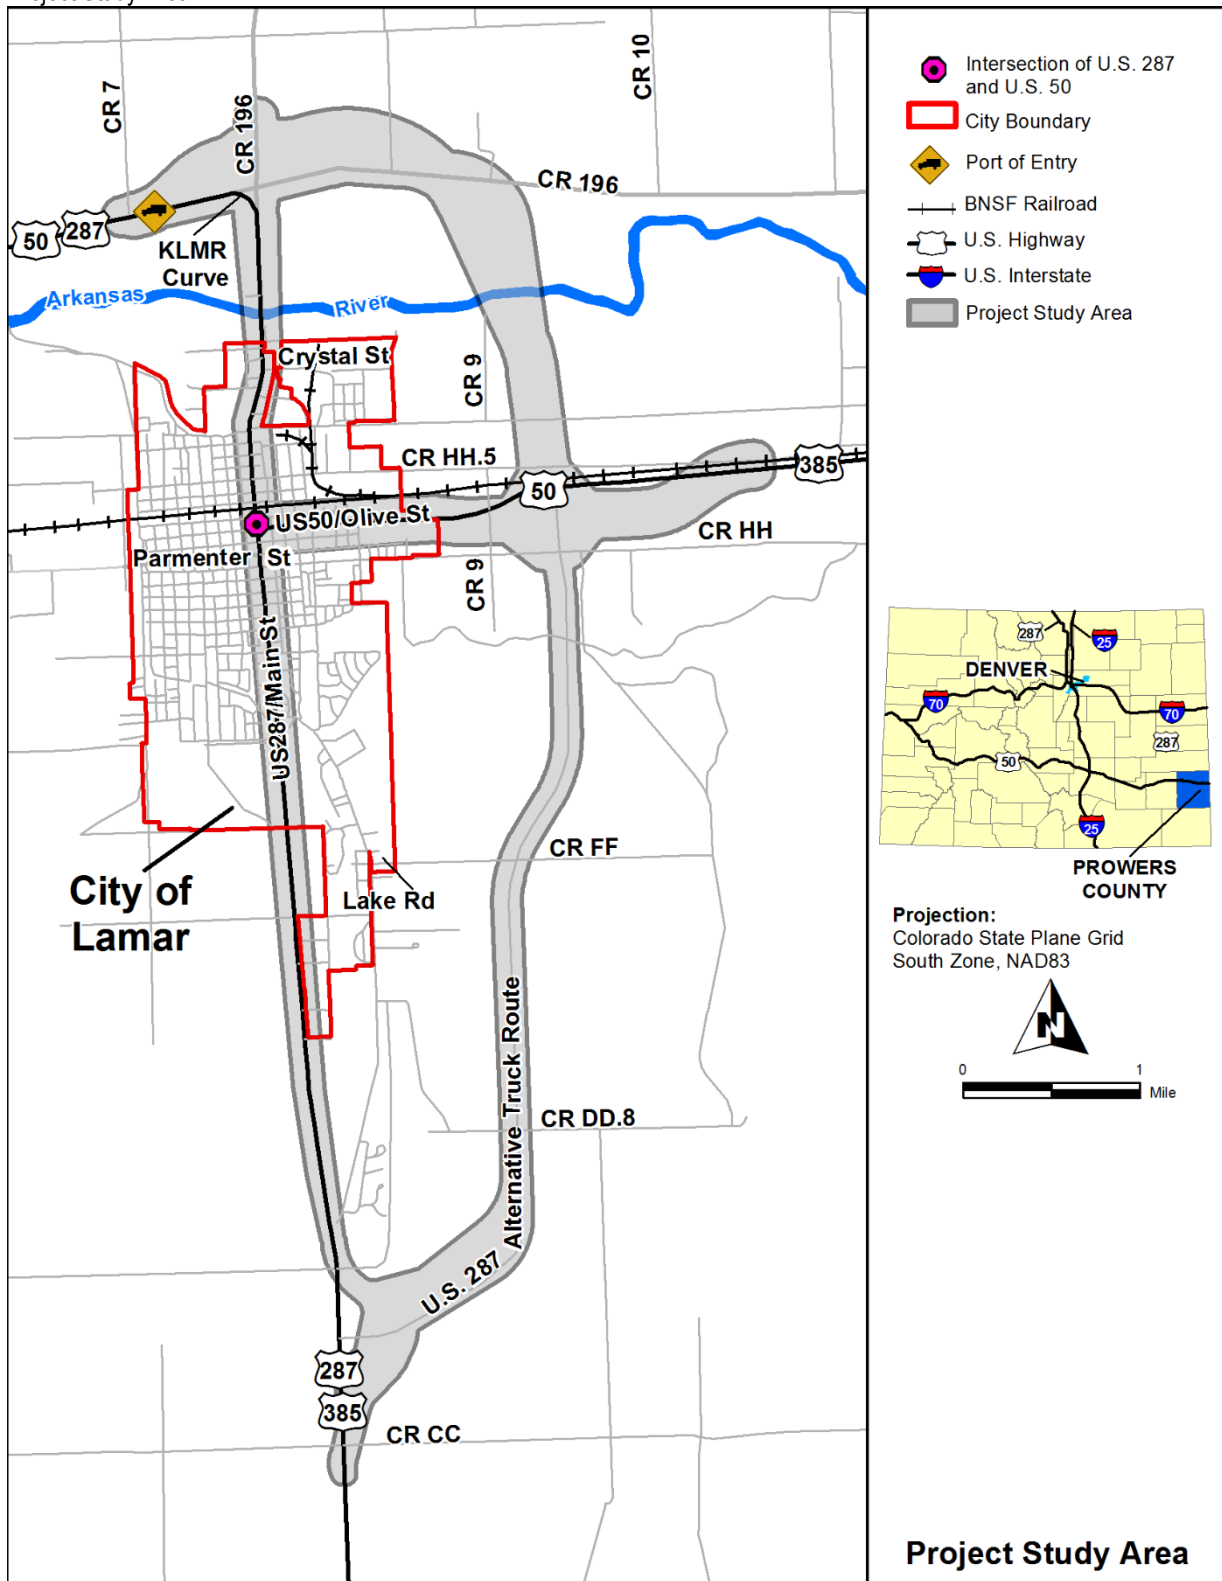 CR 7
CR 196
CR 10
CR 196
50
287
KLMR
Curve
Arkansas
River
Crystal St
CR 9
CR HH.5
385
50
US50/Olive St
CR HH
Parmenter St
CR 9
US287/Main St
CR FF
City of
Lamar
Lake Rd
CR DD.8
U.S. 287 Alternative Truck Route
287
385
CR CC
Intersection of U.S. 287
and U.S. 50
City Boundary
Port of Entry
BNSF Railroad
U.S. Highway
U.S. Interstate
Project Study Area
287
25
DENVER
70
70
287
50
25
PROWERS
COUNTY
Projection:
Colorado State Plane Grid
South Zone, NAD83
N
0 1
Mile
Project Study Area